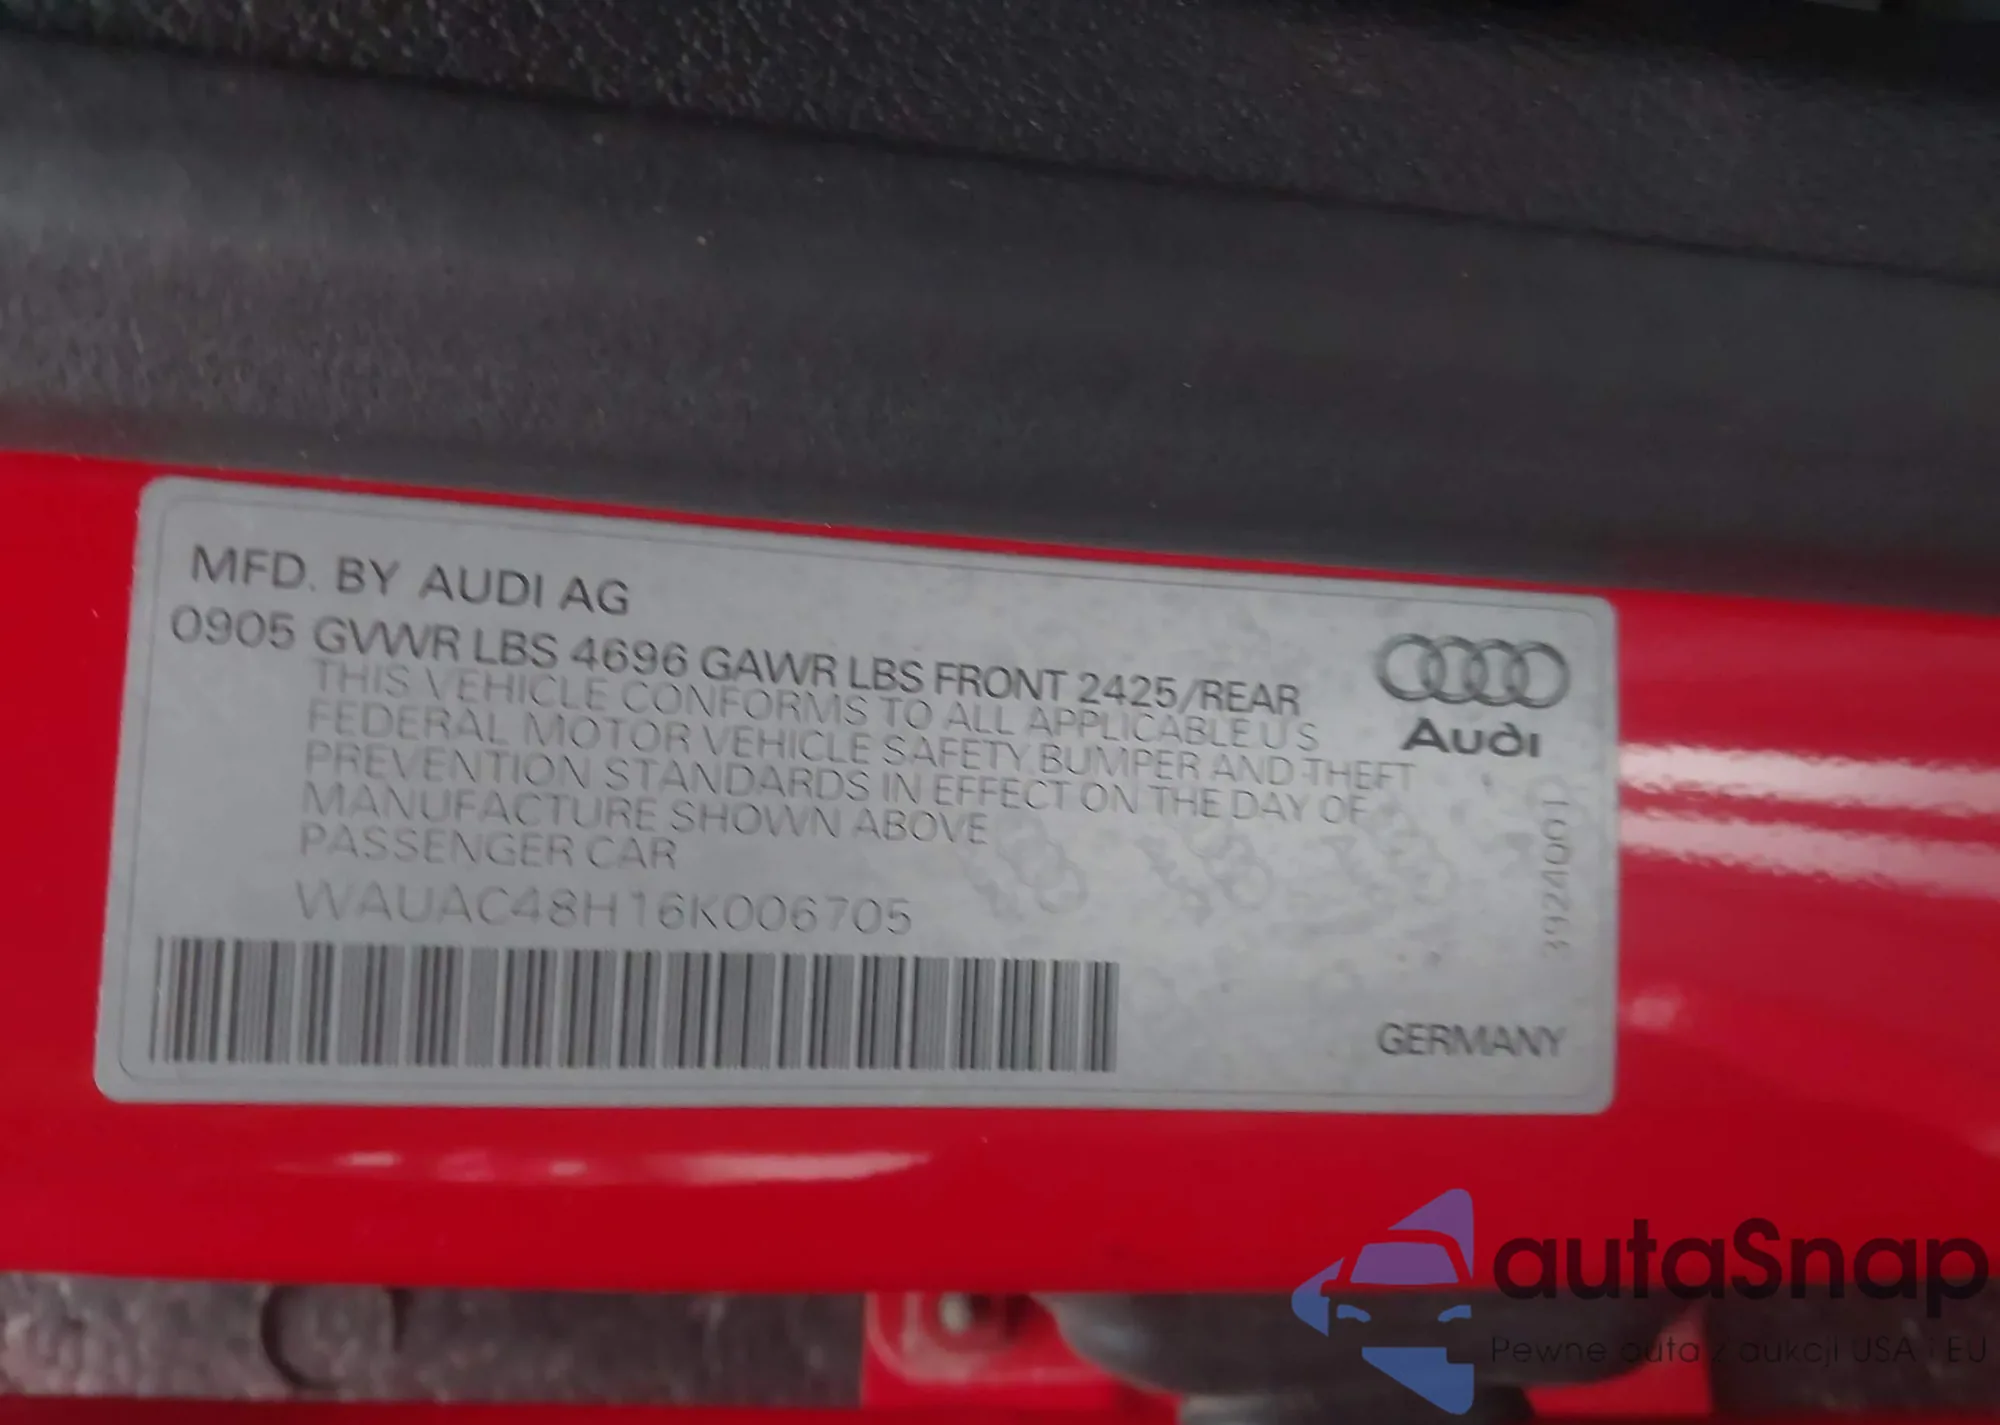 MFD. BY AUDI AG
0905 GVWR LBS 4696 GAWR LBS FRONT 2425/REAR
THIS VEHICLE CONFORMS TO ALL APPLICABLE U S
FEDERAL MOTOR VEHICLE SAFETY BUMPER AND THEFT
PREVENTION STANDARDS IN EFFECT ON THE DAY OF
MANUFACTURE SHOWN ABOVE
PASSENGER CAR
WAUAC48H16K006705
Audi
GERMANY
autaSnap
Pewne auta z aukcji USA i EU